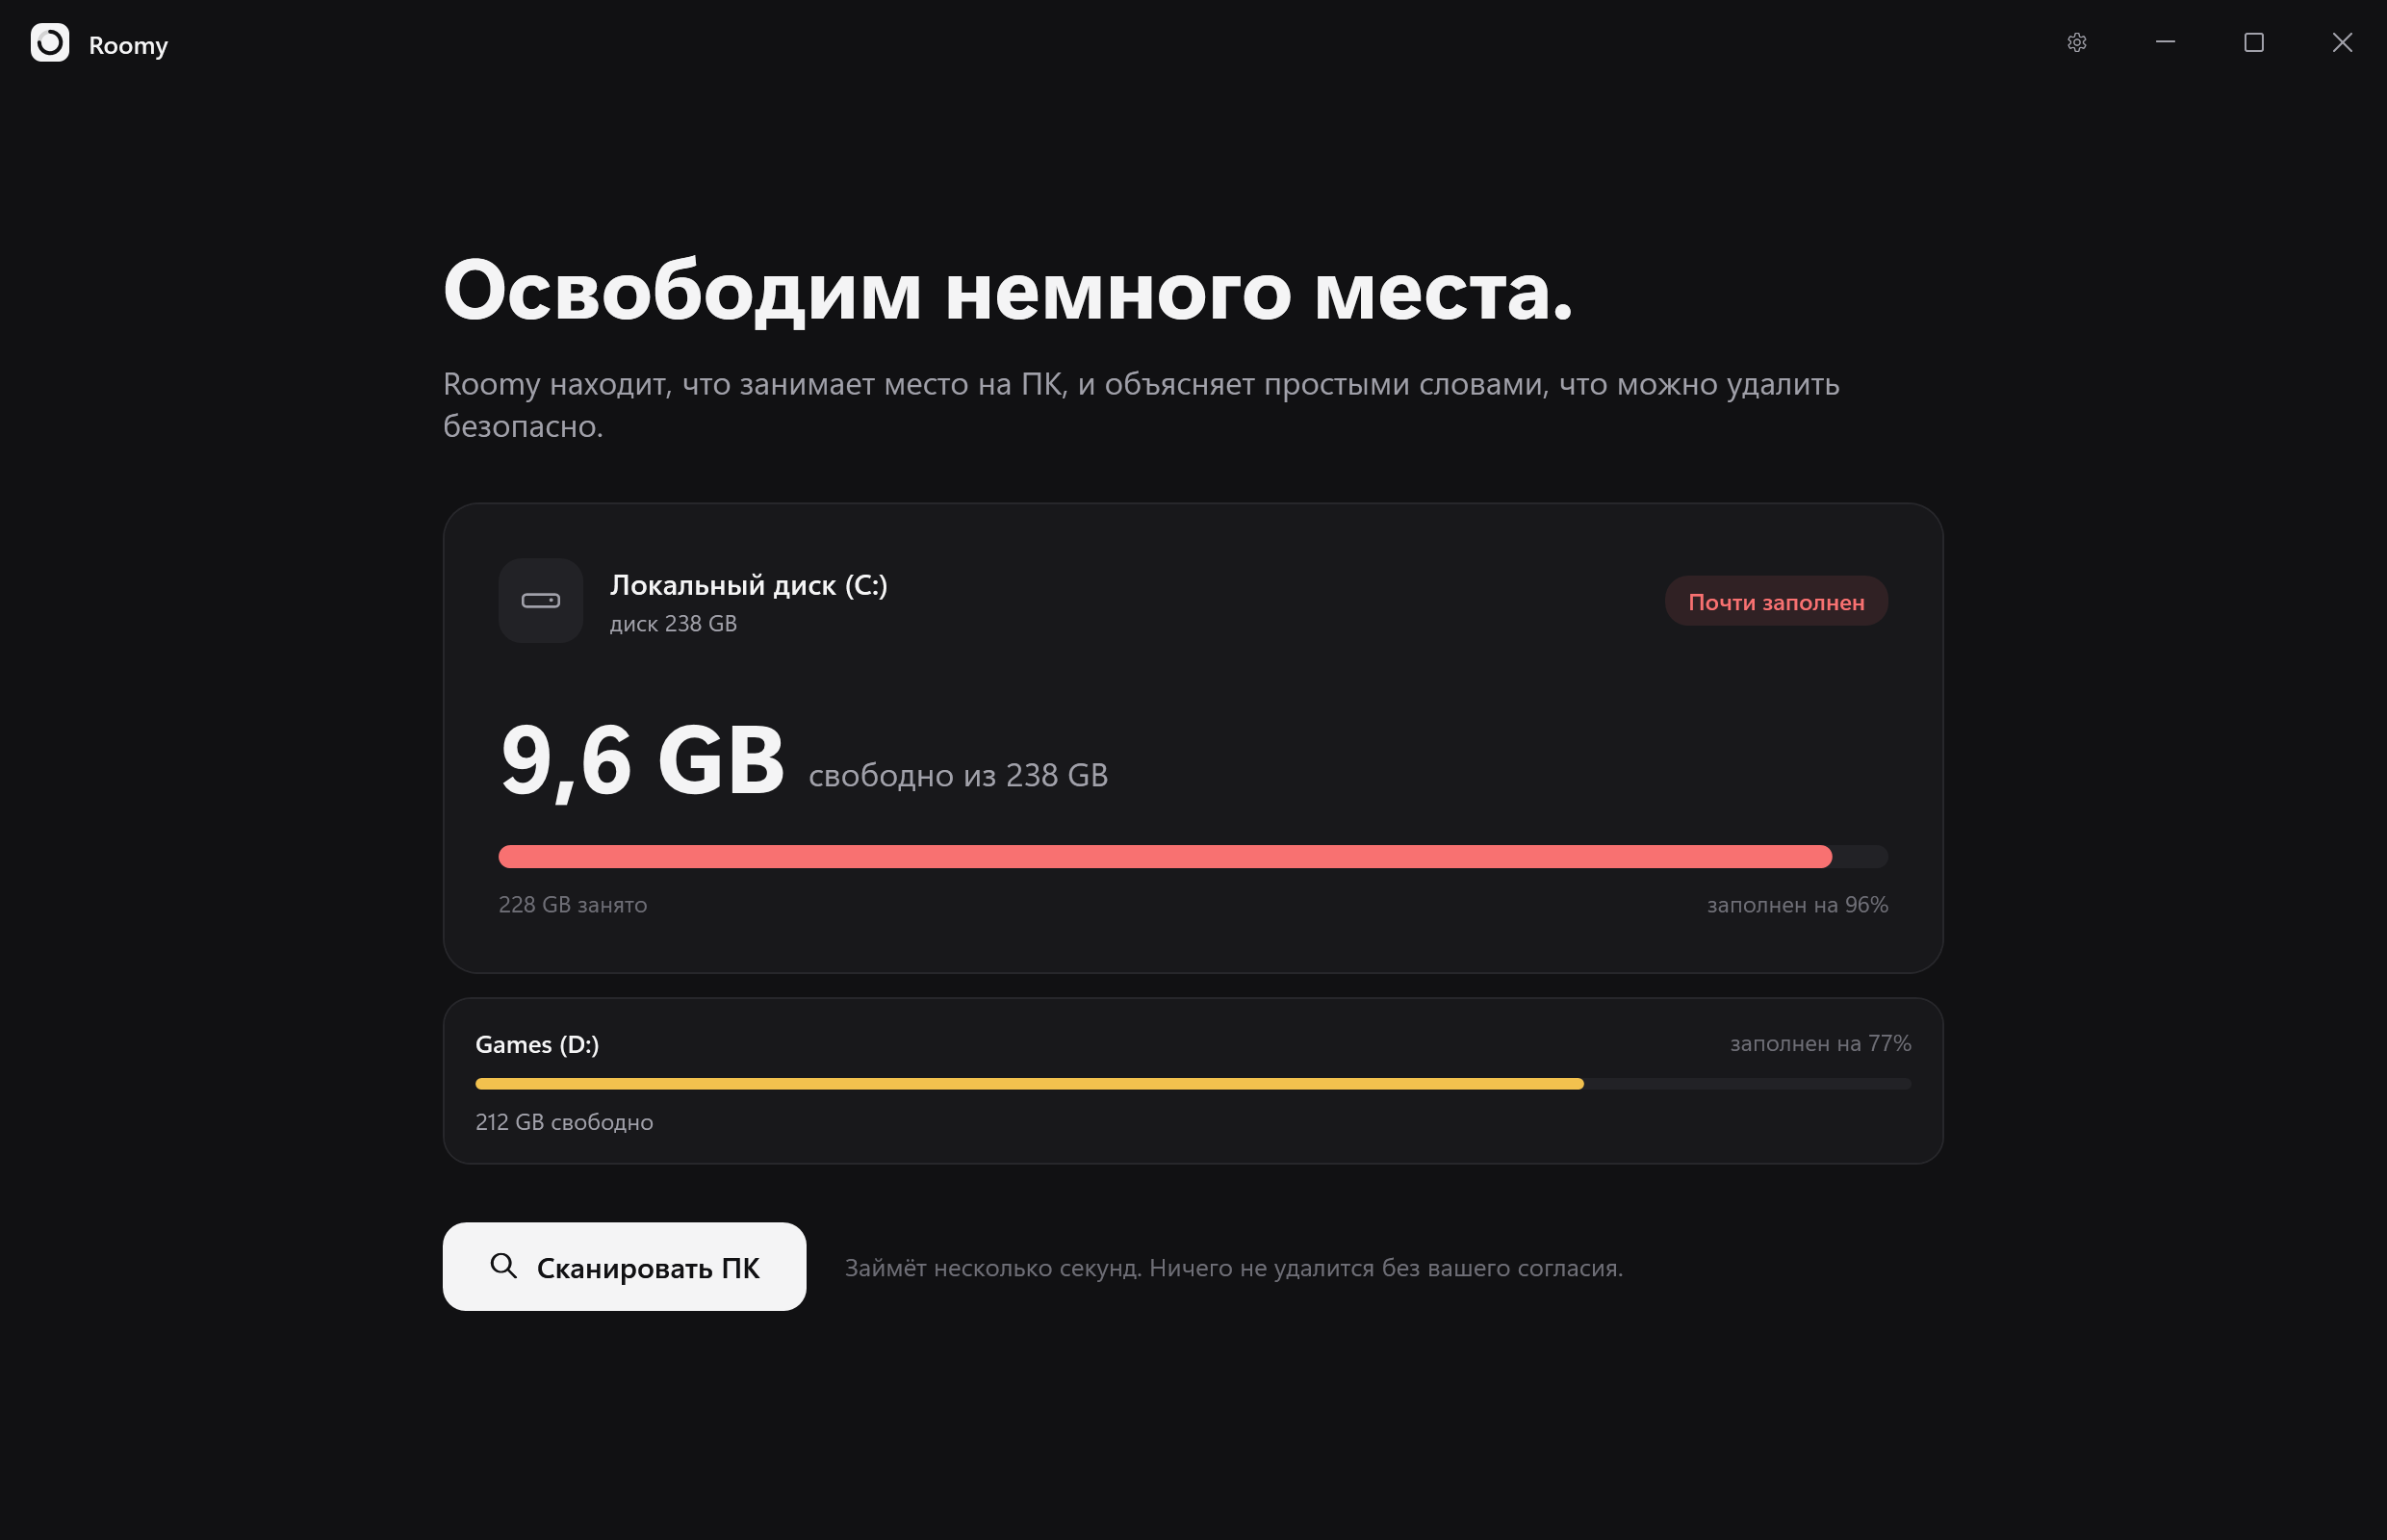 Roomy
Освободим немного места.
Roomy находит, что занимает место на ПК, и объясняет простыми словами, что можно удалить
безопасно.
Локальный диск (C:)
диск 238 GB
Почти заполнен
9,6 GB свободно из 238 GB
228 GB занято
заполнен на 96%
Games (D:)
заполнен на 77%
212 GB свободно
Сканировать ПК
Займёт несколько секунд. Ничего не удалится без вашего согласия.